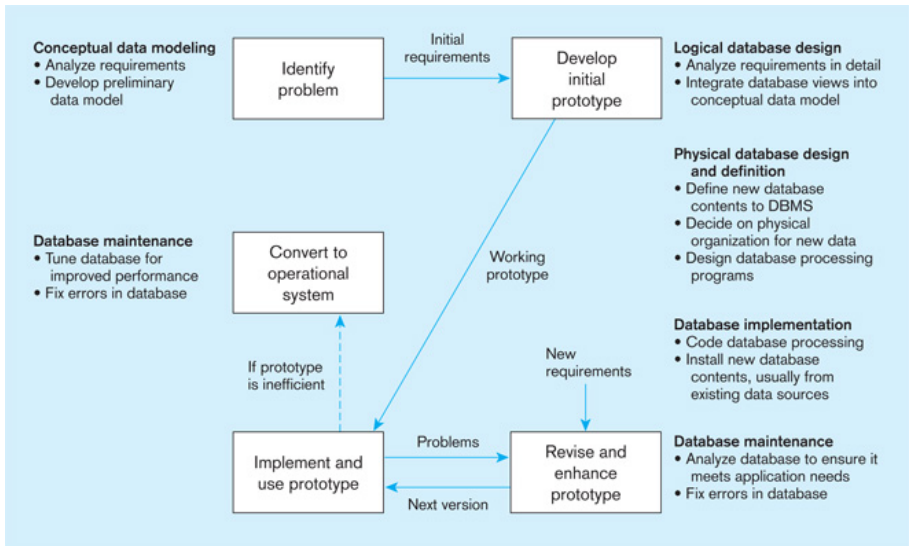 Conceptual data modeling
• Analyze requirements
• Develop preliminary
data model
Identify
problem
Initial
requirements
Develop
initial
prototype
Logical database design
• Analyze requirements in detail
• Integrate database views into
conceptual data model
Physical database design
and definition
• Define new database
contents to DBMS
• Decide on physical
organization for new data
• Design database processing
programs
Database maintenance
• Tune database for
improved performance
• Fix errors in database
Convert to
operational
system
Working
prototype
Database implementation
• Code database processing
• Install new database
contents, usually from
existing data sources
If prototype
is inefficient
New
requirements
Implement and
use prototype
Problems
Next version
Revise and
enhance
prototype
Database maintenance
• Analyze database to ensure it
meets application needs
• Fix errors in database